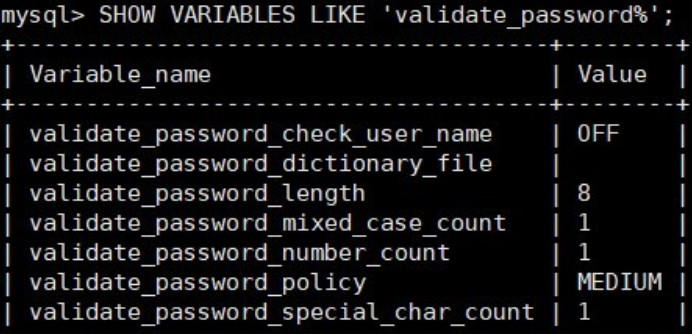 mysql> SHOW VARIABLES LIKE 'validate_password%';
+--------------------------------------+--------+
| Variable_name                        | Value  |
+--------------------------------------+--------+
| validate_password_check_user_name    | OFF    |
| validate_password_dictionary_file    |        |
| validate_password_length             | 8      |
| validate_password_mixed_case_count   | 1      |
| validate_password_number_count       | 1      |
| validate_password_policy             | MEDIUM |
| validate_password_special_char_count | 1      |